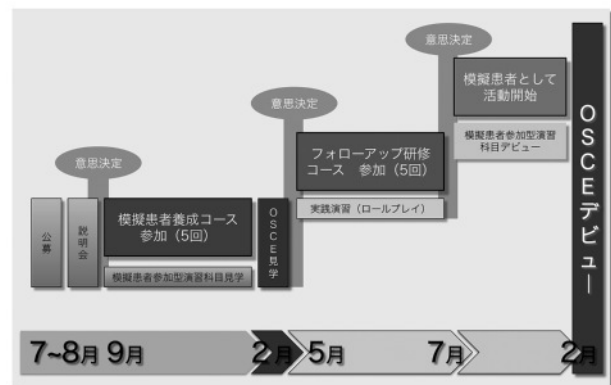 意思決定
模擬患者として
活動開始
模擬患者参加型演習
科目デビュー
意思決定
フォローアップ研修
コース　参加（5回）
実践演習（ロールプレイ）
意思決定
公募
説明会
模擬患者養成コース
参加（5回）
模擬患者参加型演習科目見学
OSCE見学
OSCEデビュー
7~8月 9月 2月 5月 7月 2月